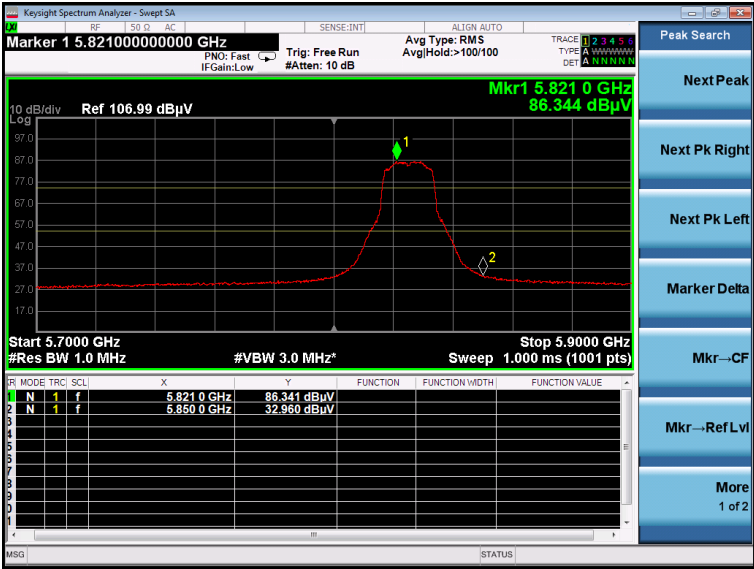 Keysight Spectrum Analyzer - Swept SA
LXI RF 50 Ω AC SENSE:INT ALIGN AUTO
Marker 1 5.821000000000 GHz
PNO: Fast
IFGain:Low
Trig: Free Run
#Atten: 10 dB
Avg Type: RMS
Avg|Hold:>100/100
TRACE 1 2 3 4 5 6
TYPE A WWWWW
DET A N N N N N
Mkr1 5.821 0 GHz
86.344 dBµV
10 dB/div Ref 106.99 dBµV
Log
97.0
87.0
77.0
67.0
57.0
47.0
37.0
27.0
17.0
1
2
Start 5.7000 GHz Stop 5.9000 GHz
#Res BW 1.0 MHz #VBW 3.0 MHz* Sweep 1.000 ms (1001 pts)
MODE TRC SCL X Y FUNCTION FUNCTION WIDTH FUNCTION VALUE
1 N 1 f 5.821 0 GHz 86.341 dBµV
2 N 1 f 5.850 0 GHz 32.960 dBµV
3
4
5
6
7
8
9
MSG STATUS
Peak Search
Next Peak
Next Pk Right
Next Pk Left
Marker Delta
Mkr→CF
Mkr→Ref Lvl
More
1 of 2